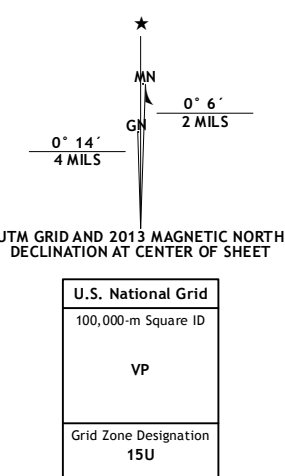 ★
MN
GN
0° 6´
2 MILS
0° 14´
4 MILS
UTM GRID AND 2013 MAGNETIC NORTH
DECLINATION AT CENTER OF SHEET
U.S. National Grid
100,000-m Square ID
VP
Grid Zone Designation
15U